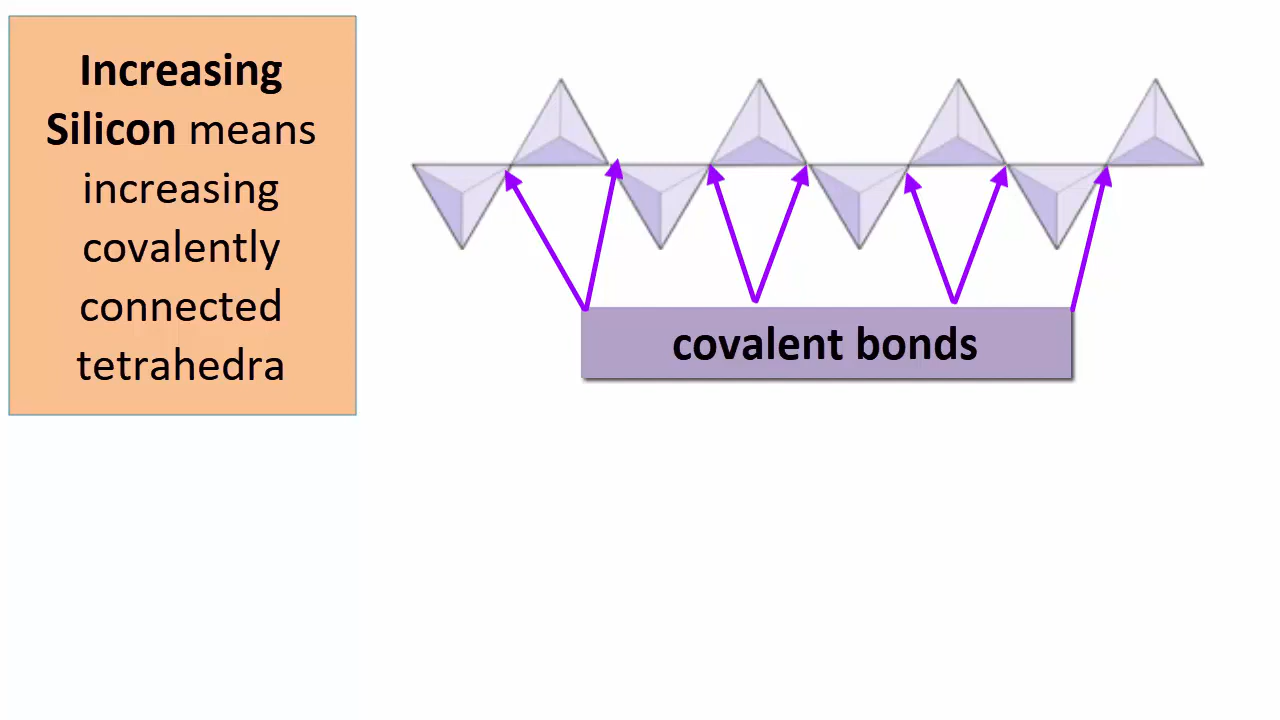 Increasing
Silicon means
increasing
covalently
connected
tetrahedra
covalent bonds